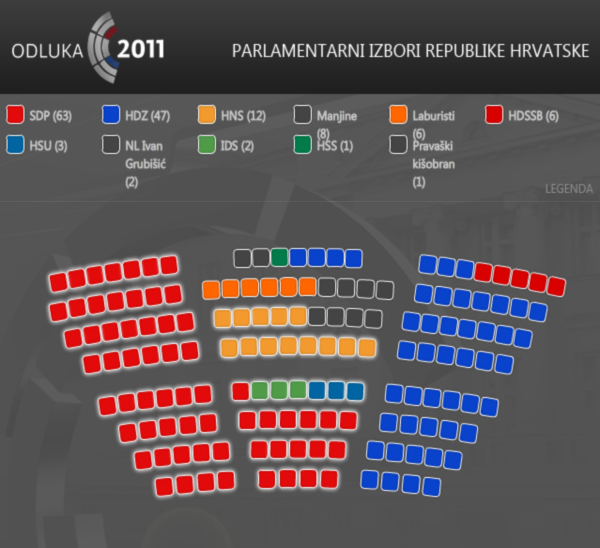 ODLUKA 2011
PARLAMENTARNI IZBORI REPUBLIKE HRVATSKE
SDP (63)
HDZ (47)
HNS (12)
Manjine
(8)
Laburisti
(6)
HDSSB (6)
HSU (3)
NL Ivan
Grubišić
(2)
IDS (2)
HSS (1)
Pravaški
kišobran
(1)
LEGENDA